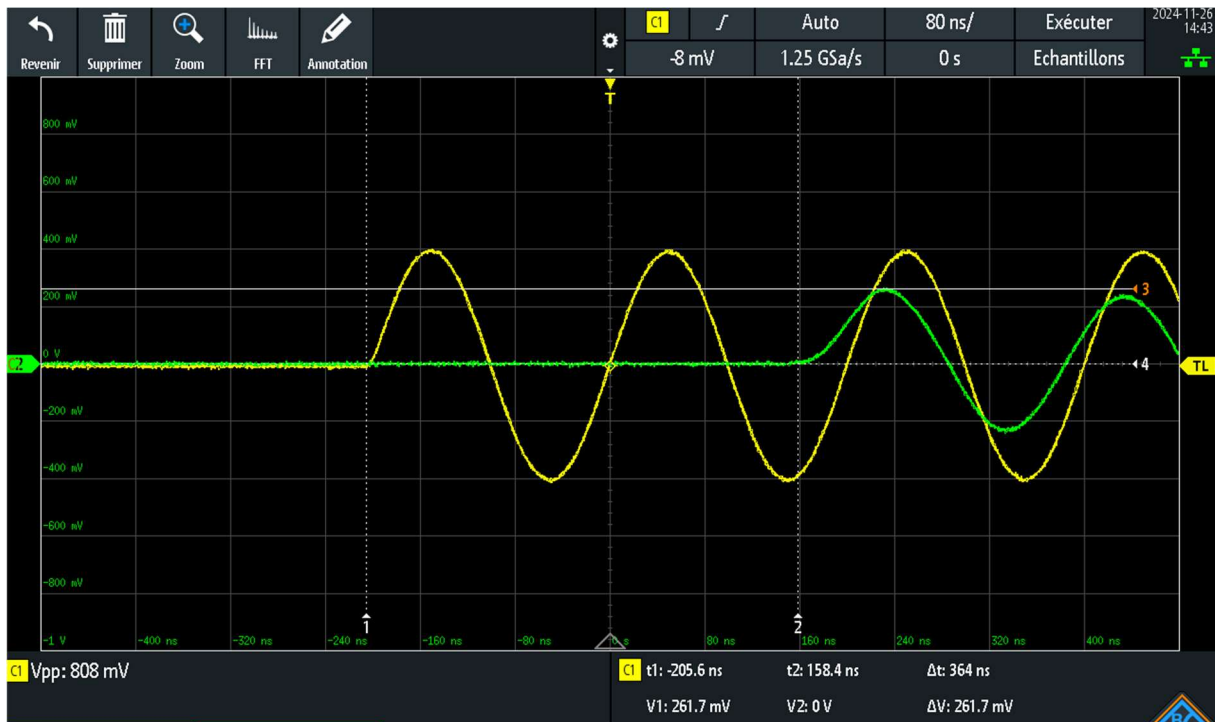 C1 Auto 80 ns/ Exécuter 2024-11-26
14:43
Revenir Supprimer Zoom FFT Annotation
-8 mV 1.25 GSa/s 0 s Echantillons
T
800 mV
600 mV
400 mV
200 mV
3
C2 0 V 4 TL
-200 mV
-400 mV
-600 mV
-800 mV
1 2
-1 V -400 ns -320 ns -240 ns -160 ns -80 ns 0 s 80 ns 160 ns 240 ns 320 ns 400 ns
C1 Vpp: 808 mV
C1 t1: -205.6 ns t2: 158.4 ns Δt: 364 ns
V1: 261.7 mV V2: 0 V ΔV: 261.7 mV